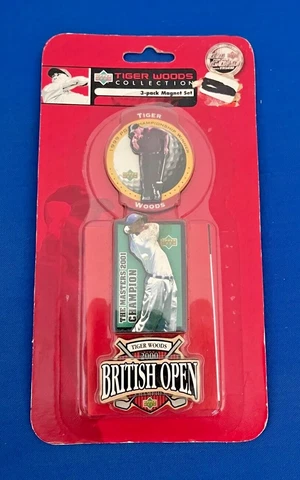 TIGER WOODS
COLLECTION
3-pack Magnet Set
TIGER
WOODS
THE MASTERS 2001
CHAMPION
TIGER WOODS
2000
BRITISH OPEN